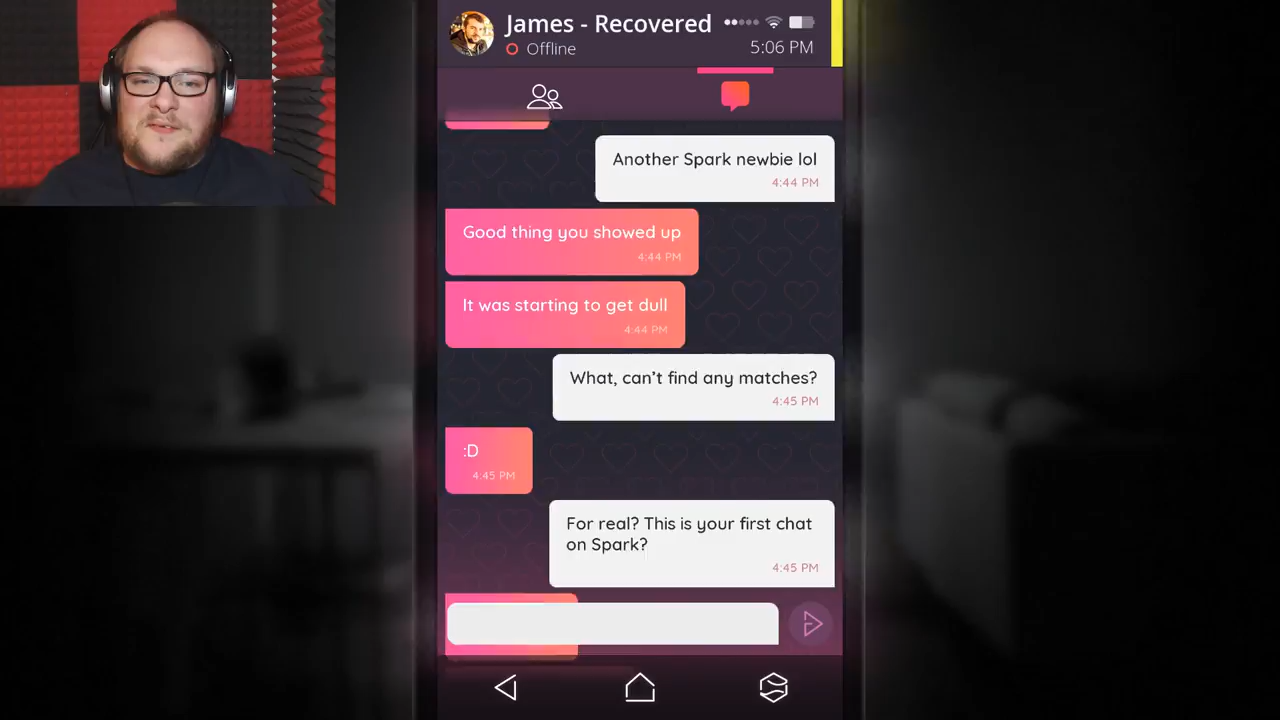 James - Recovered
Offline
5:06 PM
Another Spark newbie lol
4:44 PM
Good thing you showed up
4:44 PM
It was starting to get dull
4:44 PM
What, can't find any matches?
4:45 PM
:D
4:45 PM
For real? This is your first chat
on Spark?
4:45 PM